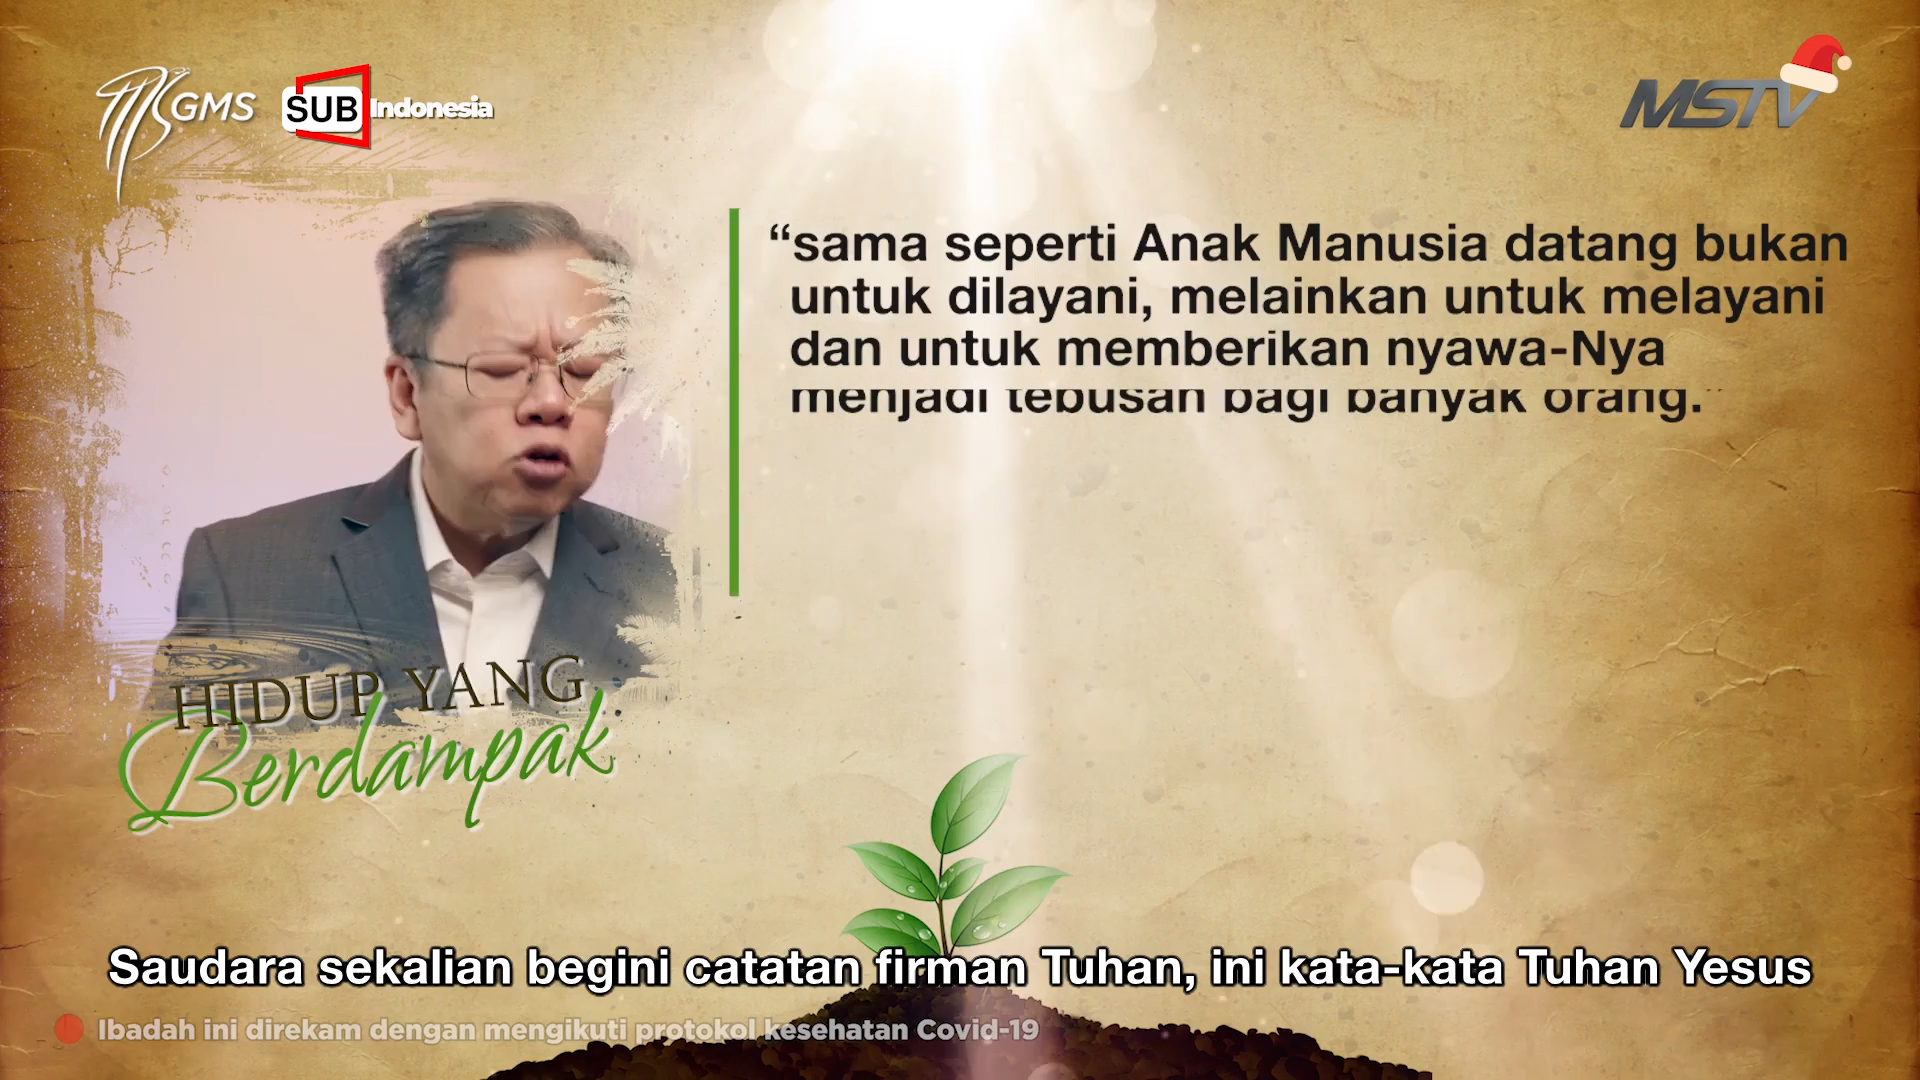 GMS
SUB Indonesia
MSTV
“sama seperti Anak Manusia datang bukan
untuk dilayani, melainkan untuk melayani
dan untuk memberikan nyawa-Nya
menjadi tebusan bagi banyak orang.”
HIDUP YANG
Berdampak
Saudara sekalian begini catatan firman Tuhan, ini kata-kata Tuhan Yesus
Ibadah ini direkam dengan mengikuti protokol kesehatan Covid-19